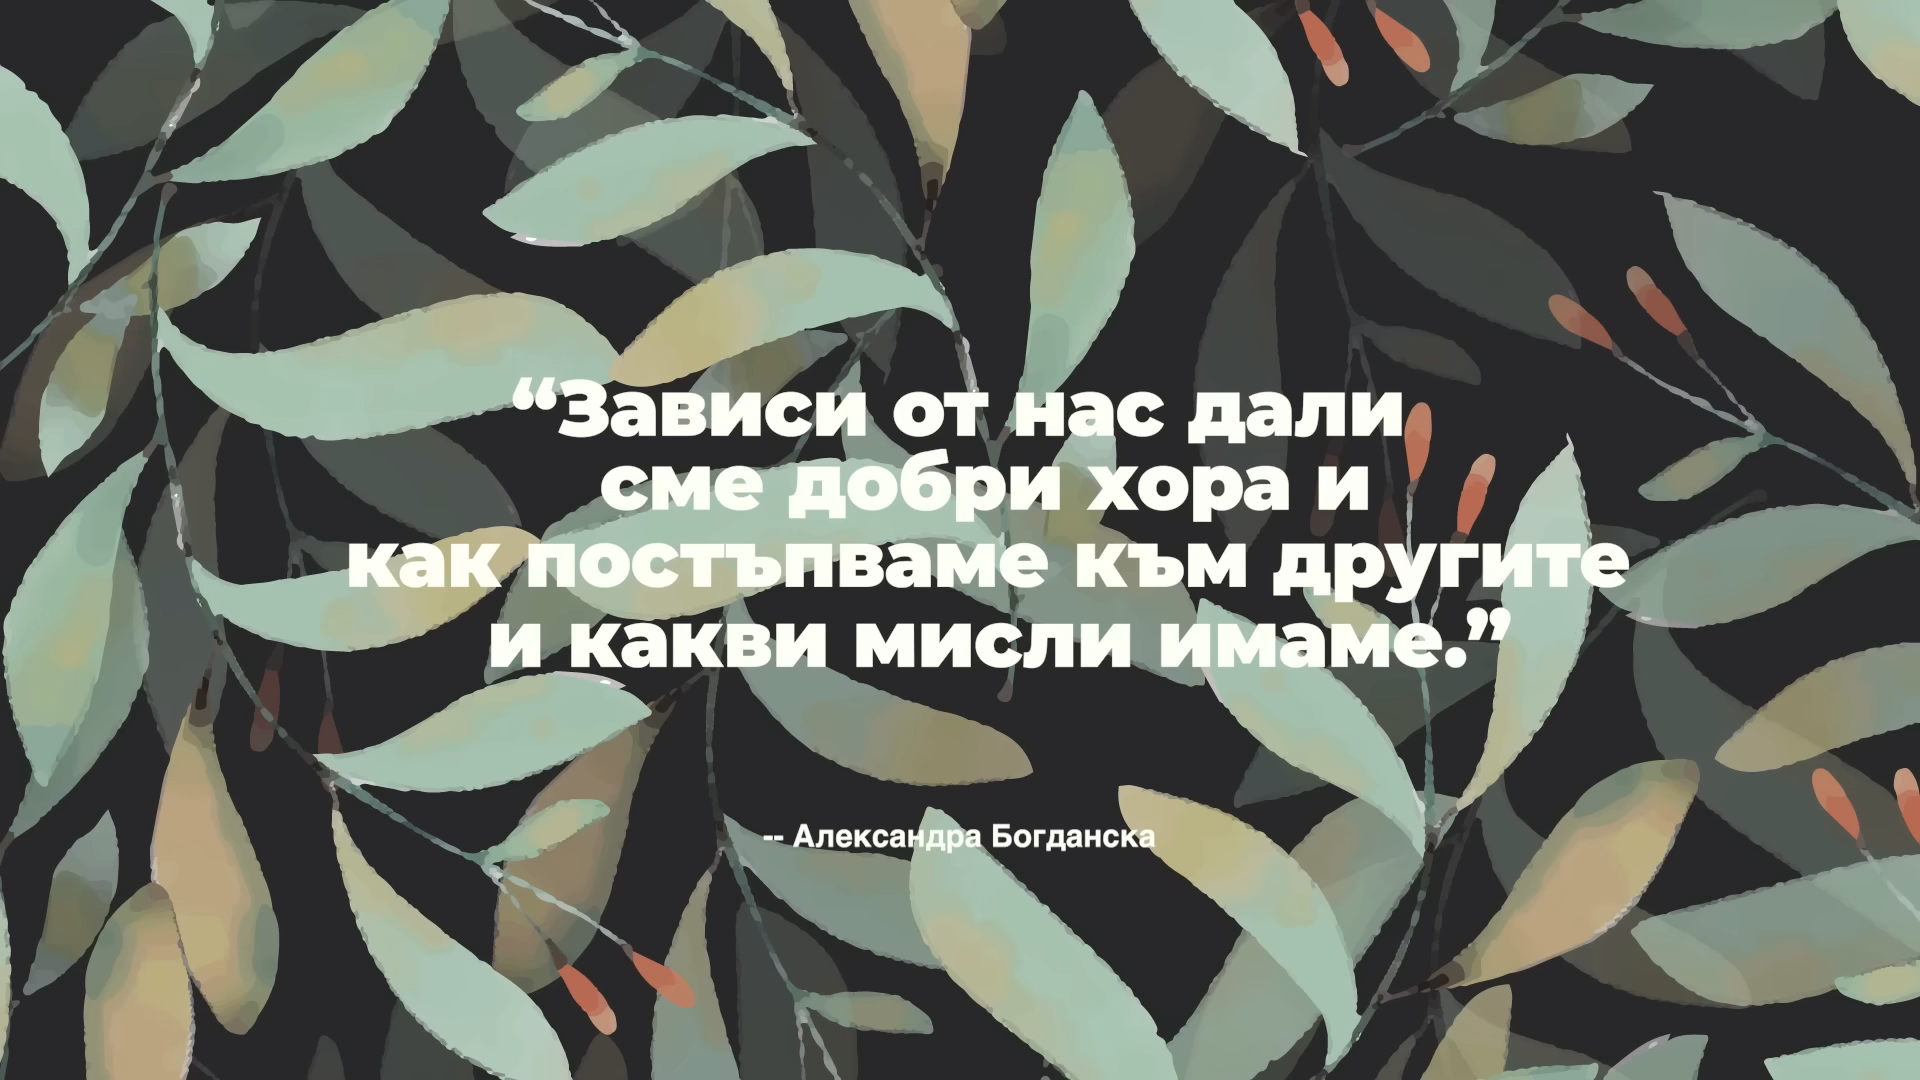 “Зависи от нас дали
сме добри хора и
как постъпваме към другите
и какви мисли имаме.”
-- Александра Богданска